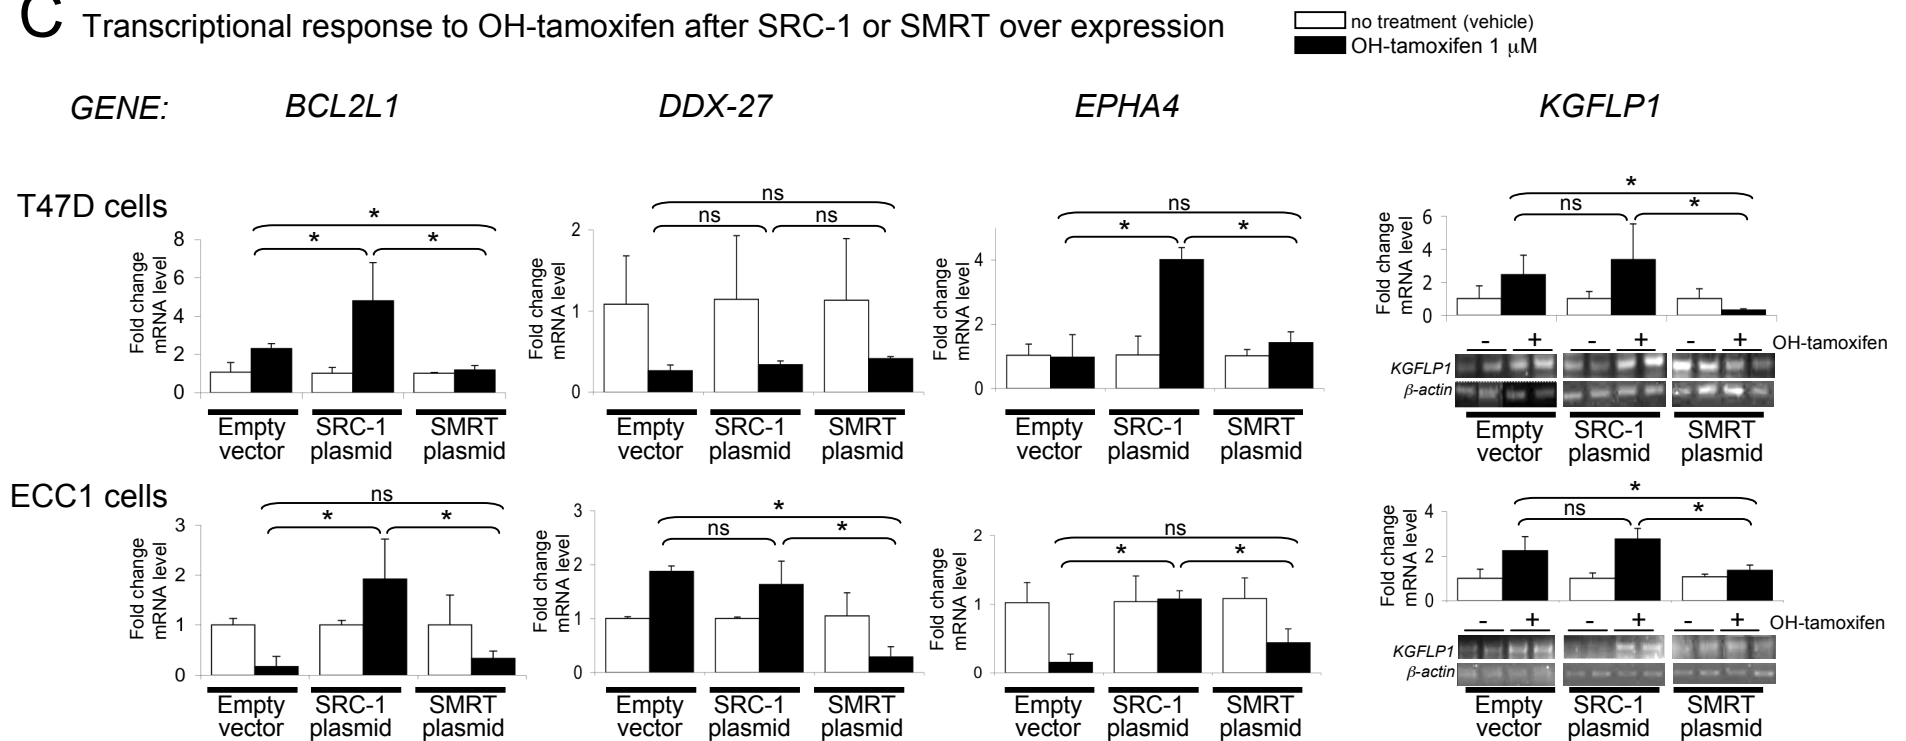 C Transcriptional response to OH-tamoxifen after SRC-1 or SMRT over expression
no treatment (vehicle)
OH-tamoxifen 1 μM
GENE: BCL2L1 DDX-27 EPHA4 KGFLP1
T47D cells
Fold change
mRNA level
8
6
4
2
0
*
*
*
Empty
vector
SRC-1
plasmid
SMRT
plasmid
Fold change
mRNA level
2
1
0
ns
ns
ns
Empty
vector
SRC-1
plasmid
SMRT
plasmid
Fold change
mRNA level
4
2
0
ns
*
*
Empty
vector
SRC-1
plasmid
SMRT
plasmid
Fold change
mRNA level
6
4
2
0
*
ns
*
- + - + - + OH-tamoxifen
KGFLP1
β-actin
Empty
vector
SRC-1
plasmid
SMRT
plasmid
ECC1 cells
Fold change
mRNA level
3
2
1
0
ns
*
*
Empty
vector
SRC-1
plasmid
SMRT
plasmid
Fold change
mRNA level
3
2
1
0
*
ns
*
Empty
vector
SRC-1
plasmid
SMRT
plasmid
Fold change
mRNA level
2
1
0
ns
*
*
Empty
vector
SRC-1
plasmid
SMRT
plasmid
Fold change
mRNA level
4
2
0
*
ns
*
- + - + - + OH-tamoxifen
KGFLP1
β-actin
Empty
vector
SRC-1
plasmid
SMRT
plasmid